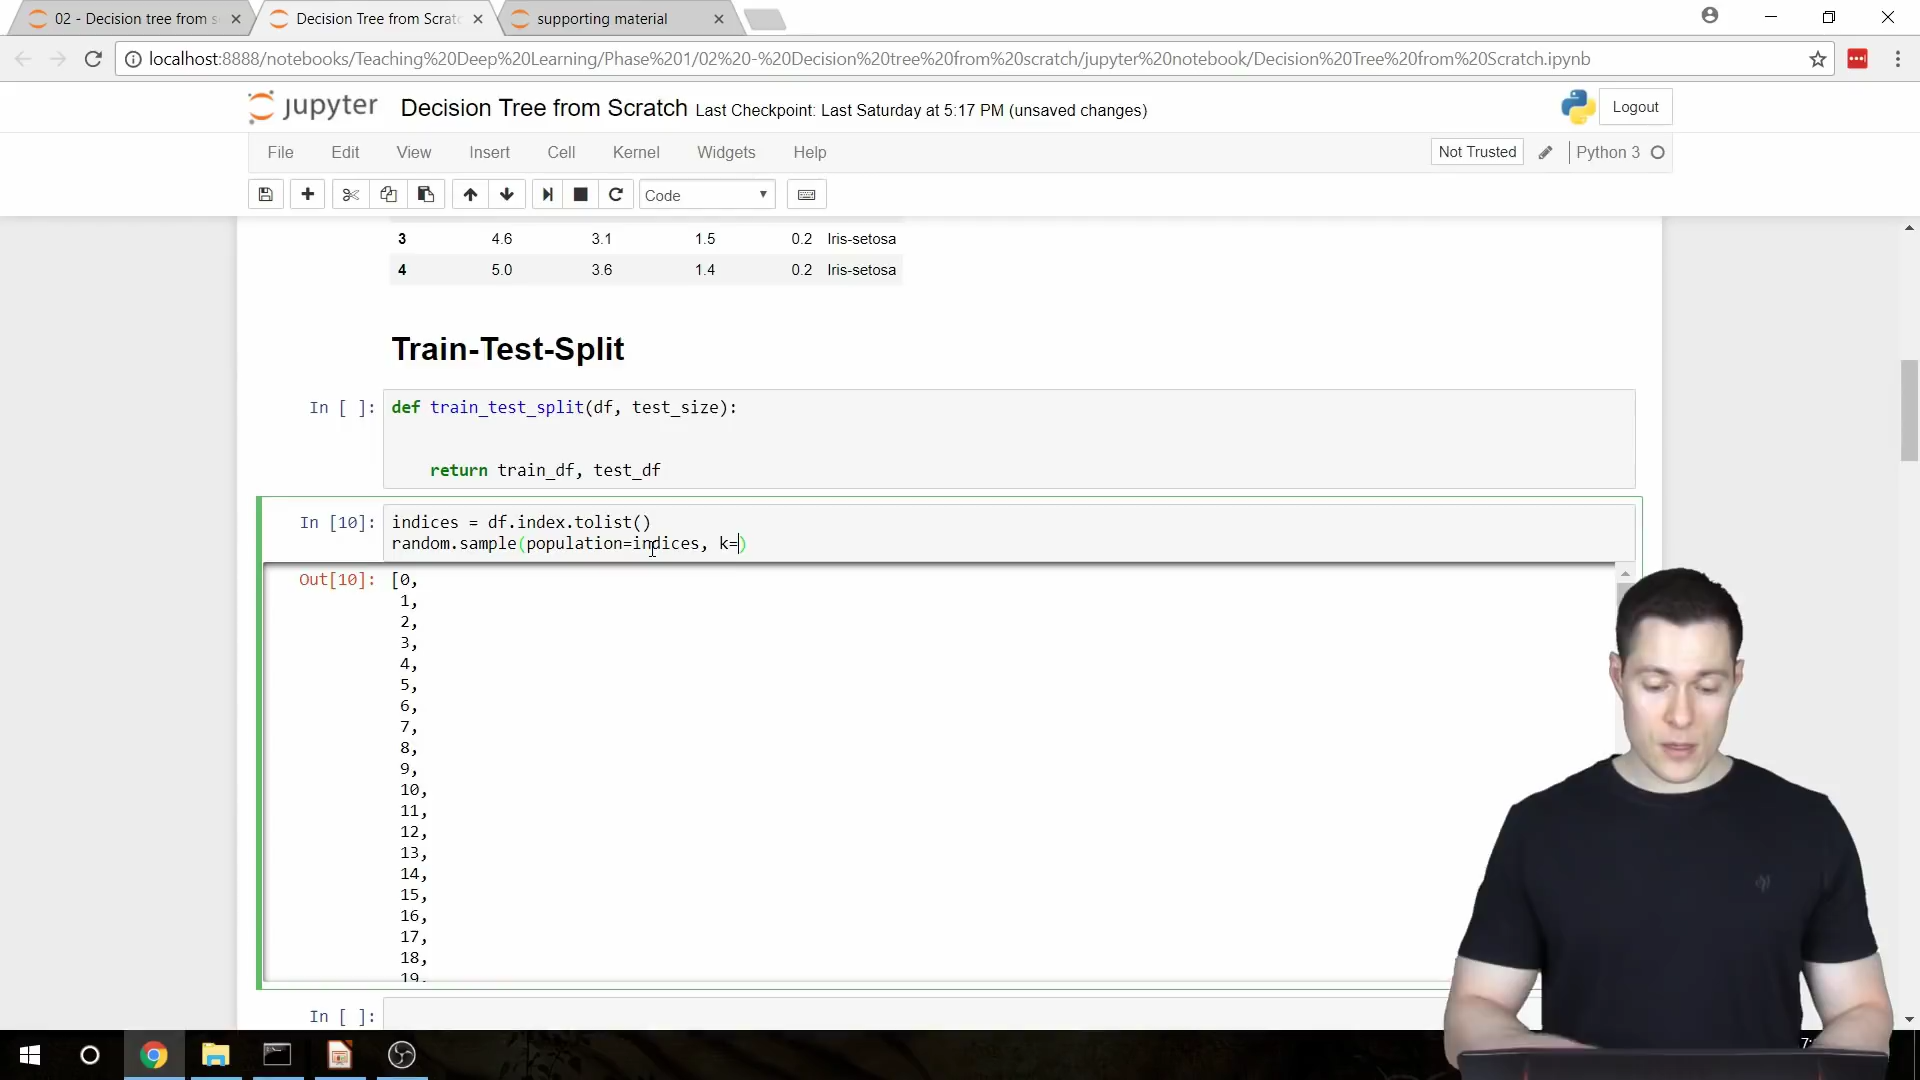 02 - Decision tree from s
Decision Tree from Scratc
supporting material
localhost:8888/notebooks/Teaching%20Deep%20Learning/Phase%201/02%20-%20Decision%20tree%20from%20scratch/jupyter%20notebook/Decision%20Tree%20from%20Scratch.ipynb
jupyter Decision Tree from Scratch Last Checkpoint: Last Saturday at 5:17 PM (unsaved changes)
Logout
File Edit View Insert Cell Kernel Widgets Help
Not Trusted
Python 3
Code
3 4.6 3.1 1.5 0.2 Iris-setosa
4 5.0 3.6 1.4 0.2 Iris-setosa
Train-Test-Split
In [ ]: def train_test_split(df, test_size):
return train_df, test_df
In [10]: indices = df.index.tolist()
random.sample(population=indices, k=)
Out[10]: [0,
1,
2,
3,
4,
5,
6,
7,
8,
9,
10,
11,
12,
13,
14,
15,
16,
17,
18,
19,
In [ ]: